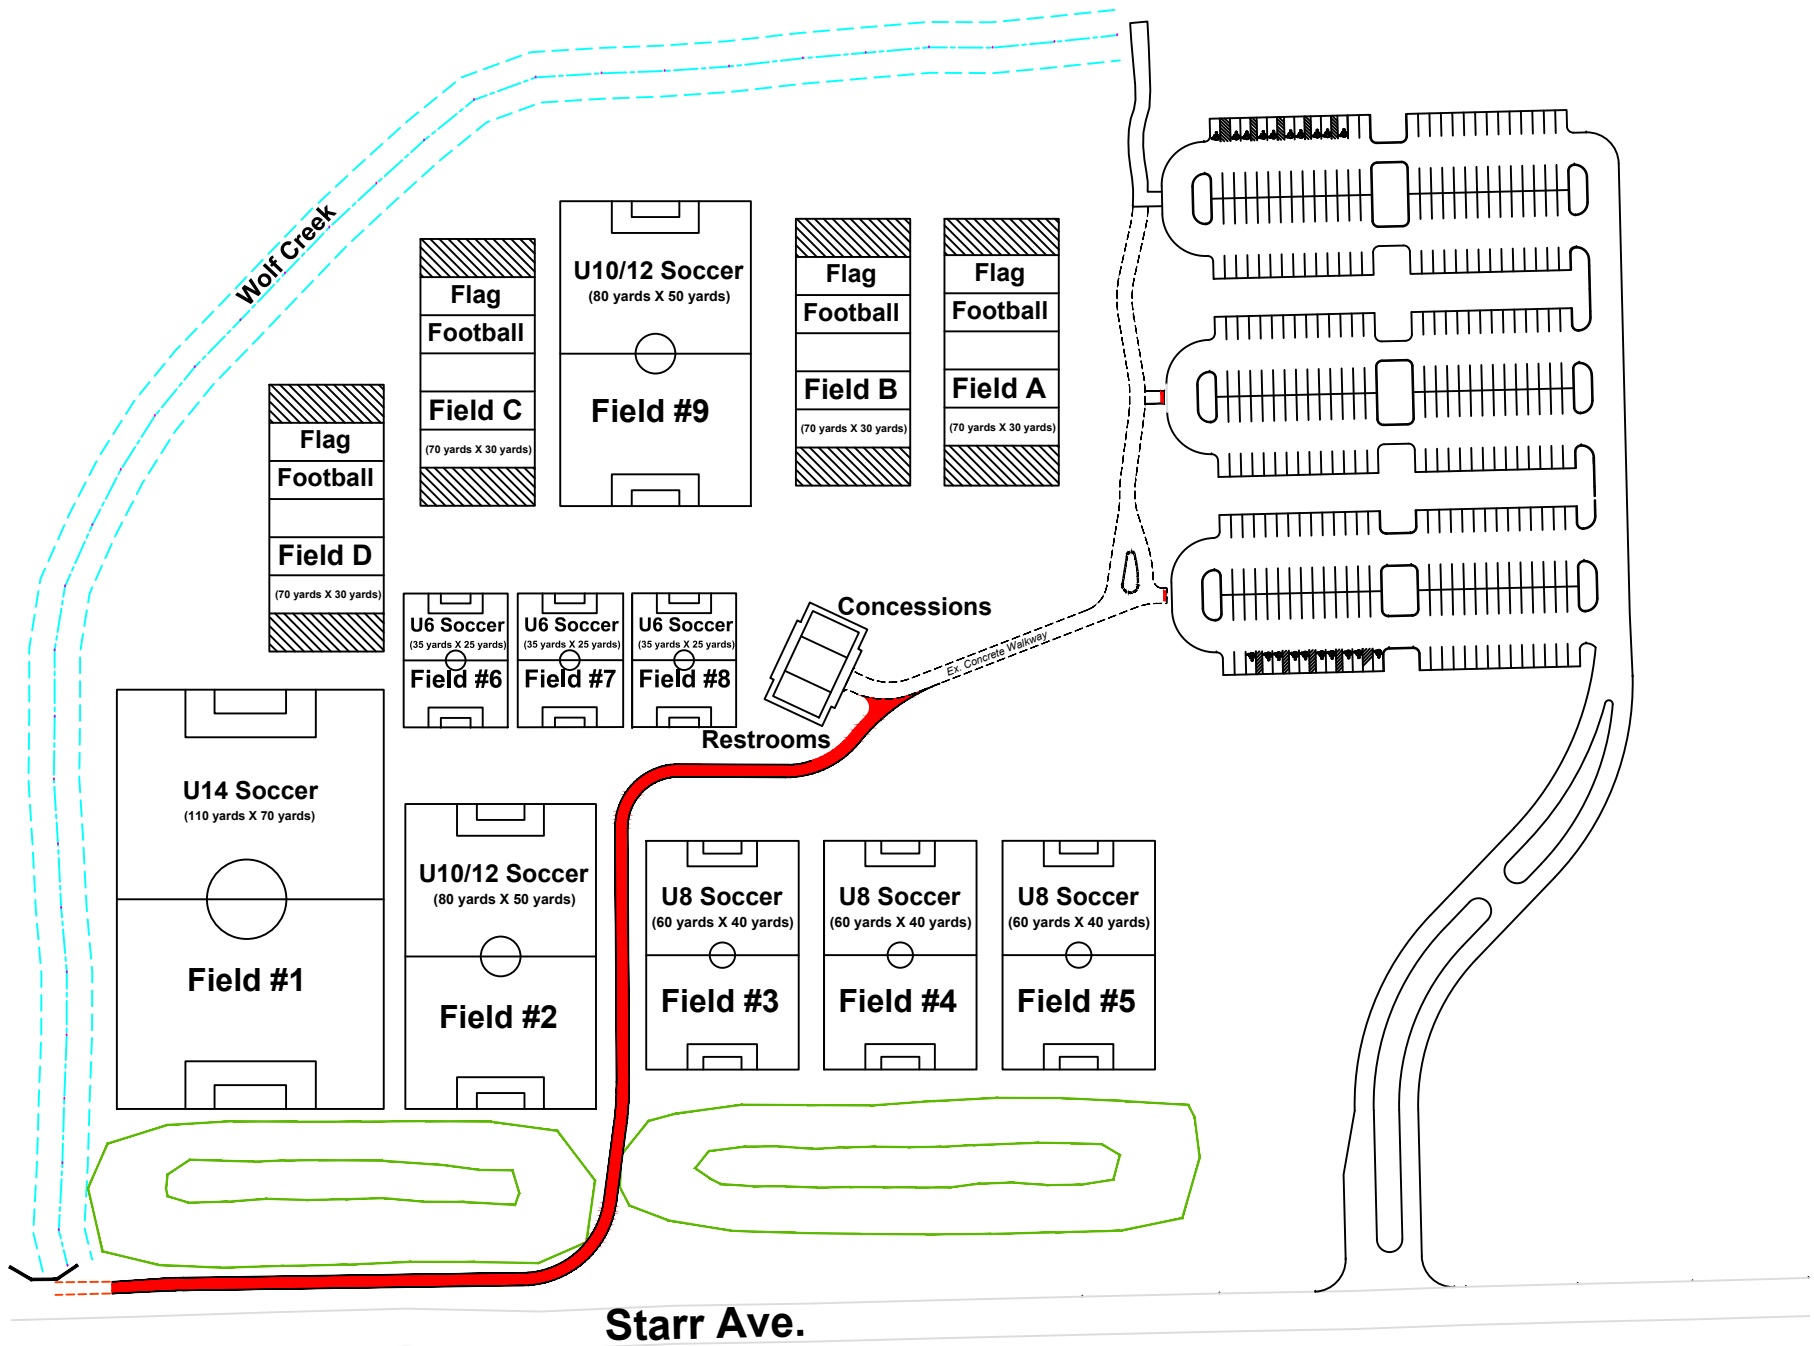 Wolf Creek
U10/12 Soccer
(80 yards X 50 yards)
Field #9
Flag
Football
Field C
(70 yards X 30 yards)
Flag
Football
Field B
(70 yards X 30 yards)
Flag
Football
Field A
(70 yards X 30 yards)
Flag
Football
Field D
(70 yards X 30 yards)
U6 Soccer
(35 yards X 25 yards)
Field #6
U6 Soccer
(35 yards X 25 yards)
Field #7
U6 Soccer
(35 yards X 25 yards)
Field #8
Concessions
Ex. Concrete Walkway
Restrooms
U14 Soccer
(110 yards X 70 yards)
Field #1
U10/12 Soccer
(80 yards X 50 yards)
Field #2
U8 Soccer
(60 yards X 40 yards)
Field #3
U8 Soccer
(60 yards X 40 yards)
Field #4
U8 Soccer
(60 yards X 40 yards)
Field #5
Starr Ave.